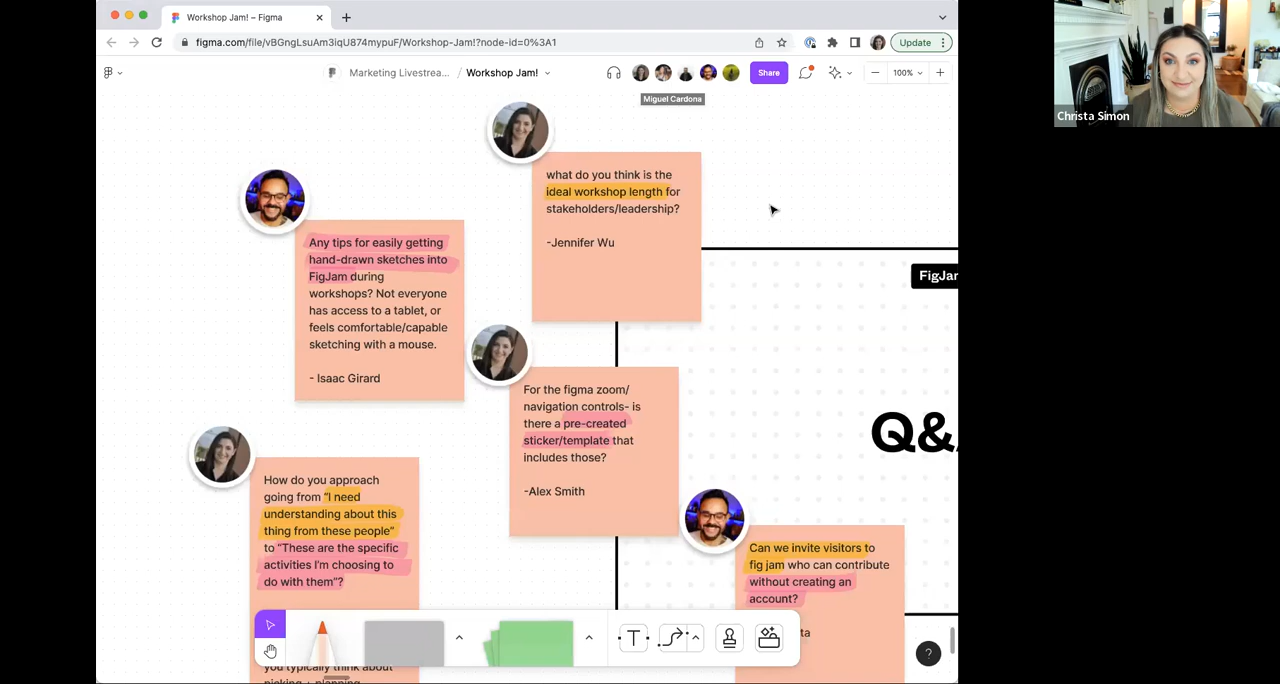 Workshop Jam! – Figma
figma.com/file/vBGngLsuAm3iqU874mypuF/Workshop-Jam!?node-id=0%3A1
Update
Marketing Livestrea... / Workshop Jam!
Share
100%
Miguel Cardona
Christa Simon
what do you think is the
ideal workshop length for
stakeholders/leadership?
-Jennifer Wu
Any tips for easily getting
hand-drawn sketches into
FigJam during
workshops? Not everyone
has access to a tablet, or
feels comfortable/capable
sketching with a mouse.
- Isaac Girard
FigJam
For the figma zoom/
navigation controls- is
there a pre-created
sticker/template that
includes those?
-Alex Smith
Q&
How do you approach
going from “I need
understanding about this
thing from these people”
to “These are the specific
activities I'm choosing to
do with them”?
you typically think about
picking + planning
Can we invite visitors to
fig jam who can contribute
without creating an
account?
ta
T
?